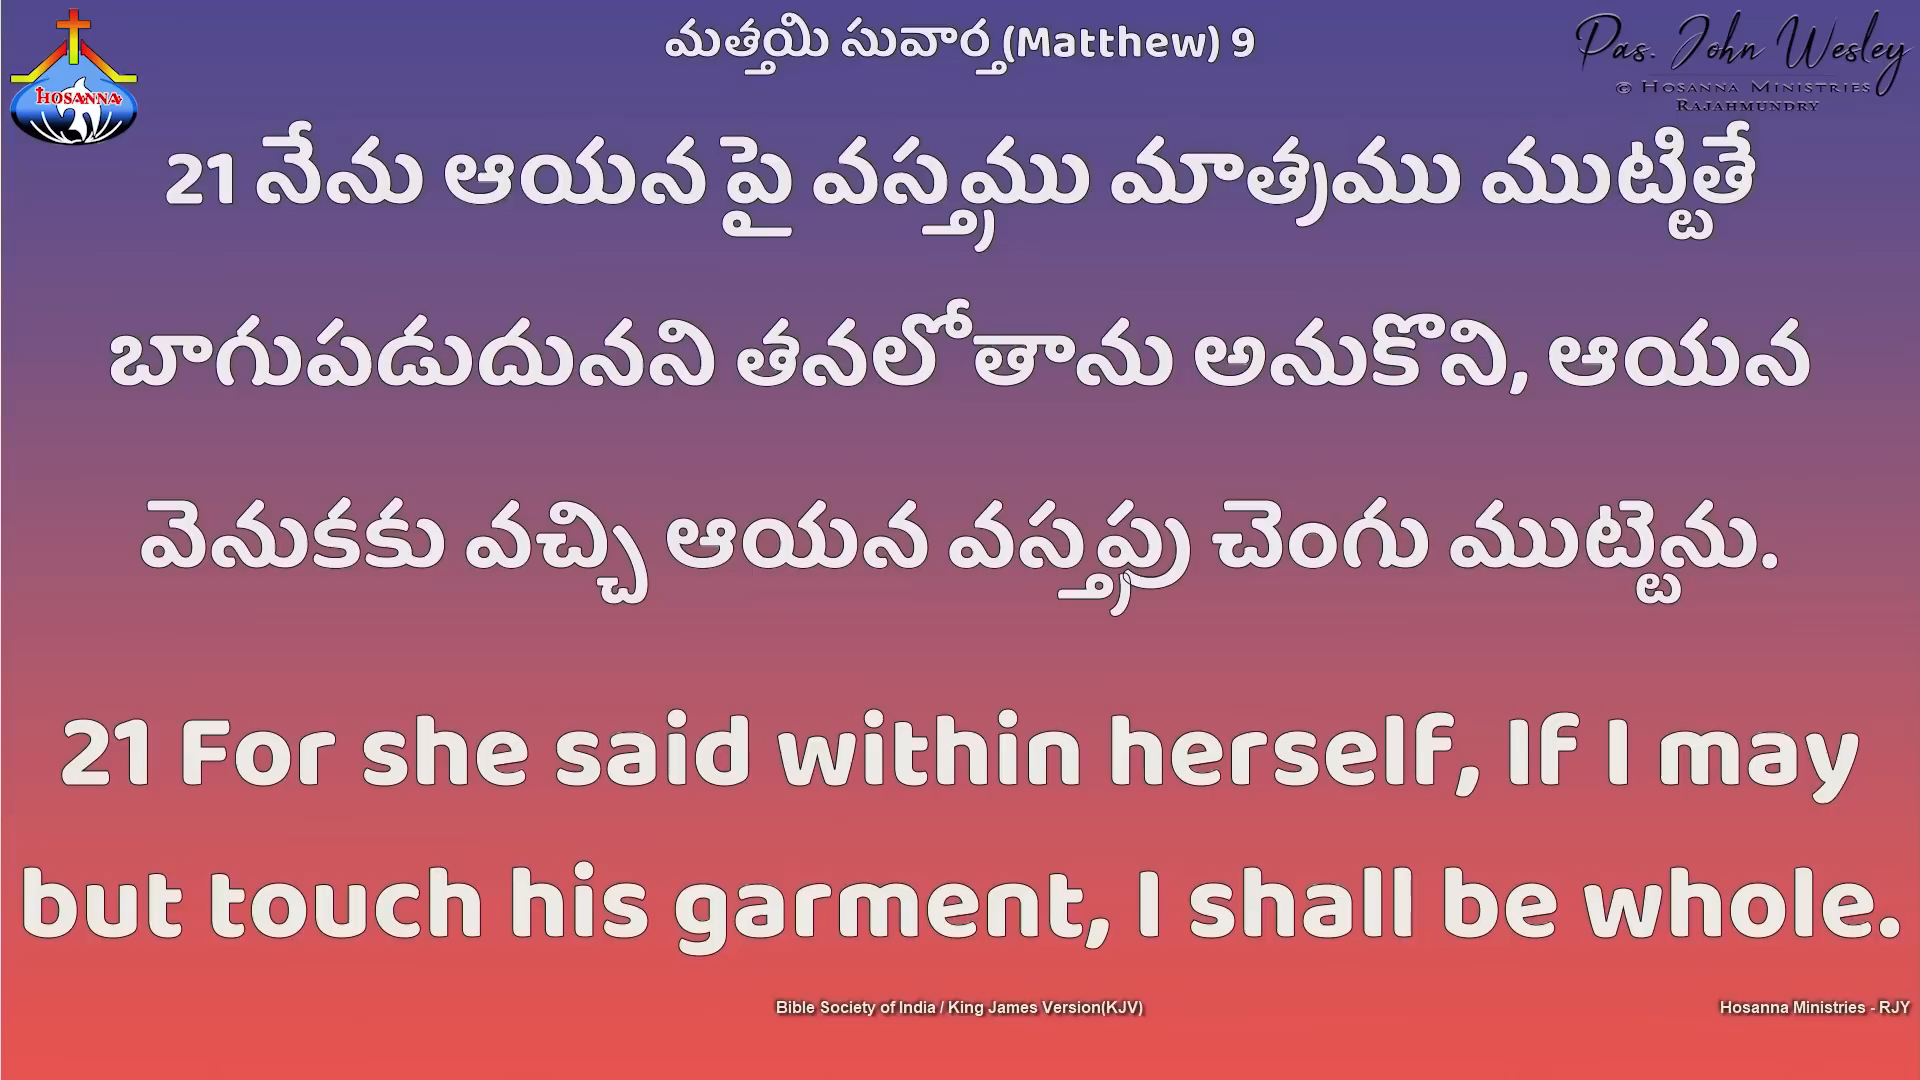 మత్తయి సువార్త (Matthew) 9
HOSANNA
Pas. John Wesley
© HOSANNA MINISTRIES
RAJAHMUNDRY
21 నేను ఆయన పై వస్త్రము మాత్రము ముట్టితే
బాగుపడుదునని తనలోతాను అనుకొని, ఆయన
వెనుకకు వచ్చి ఆయన వస్త్రపు చెంగు ముట్టెను.
21 For she said within herself, If I may
but touch his garment, I shall be whole.
Bible Society of India / King James Version(KJV)
Hosanna Ministries - RJY